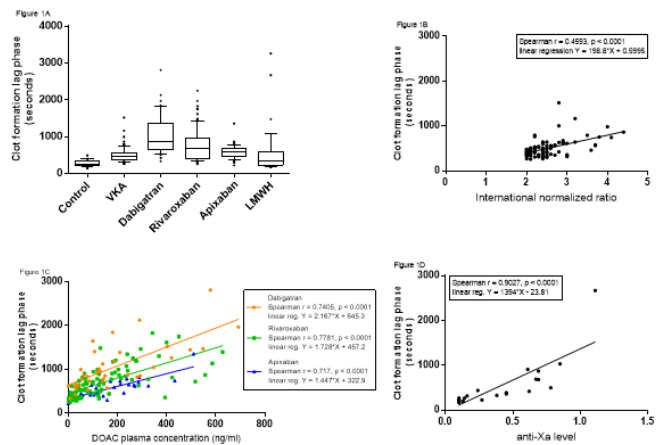 Figure 1A
4000
3000
2000
1000
0
Clot formation lag phase
(seconds)
Control
VKA
Dabigatran
Rivaroxaban
Apixaban
LMWH
Figure 1B
Spearman r = 0.4593, p < 0.0001
linear regression Y = 198.8*X + 0.5995
3000
2000
1000
0
Clot formation lag phase
(seconds)
0 1 2 3 4 5
International normalized ratio
Figure 1C
3000
2000
1000
0
Clot formation lag phase
(seconds)
0 200 400 600 800
DOAC plasma concentration (ng/ml)
Dabigatran
Spearman r = 0.7405, p < 0.0001
linear reg. Y = 2.167*X + 645.3
Rivaroxaban
Spearman r = 0.7781, p < 0.0001
linear reg. Y = 1.728*X + 457.2
Apixaban
Spearman r = 0.717, p < 0.0001
linear reg. Y = 1.447*X + 322.9
Figure 1D
Spearman r = 0.9027, p < 0.0001
linear reg. Y = 1394*X - 23.81
3000
2000
1000
0
Clot formation lag phase
(seconds)
0.0 0.5 1.0 1.5
anti-Xa level